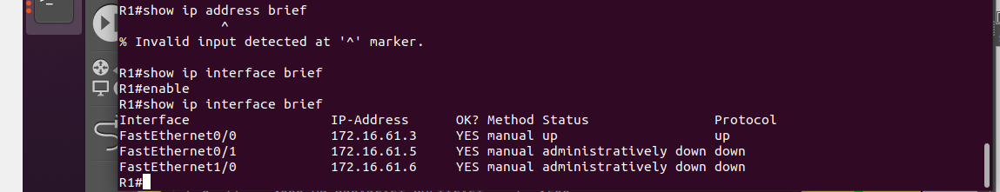 R1#show ip address brief
^
% Invalid input detected at '^' marker.
R1#show ip interface brief
R1#enable
R1#show ip interface brief
Interface IP-Address OK? Method Status Protocol
FastEthernet0/0 172.16.61.3 YES manual up up
FastEthernet0/1 172.16.61.5 YES manual administratively down down
FastEthernet1/0 172.16.61.6 YES manual administratively down down
R1#